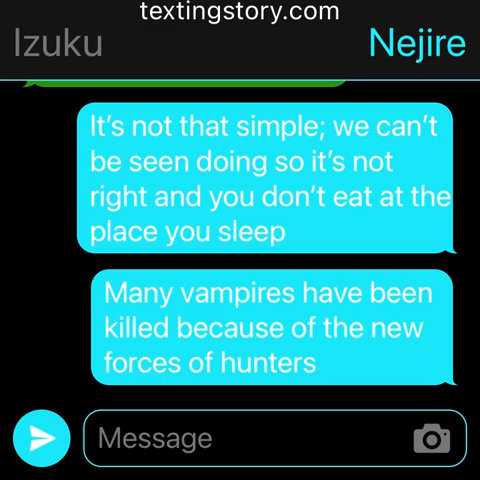 textingstory.com
Izuku
Nejire
It’s not that simple; we can’t
be seen doing so it’s not
right and you don’t eat at the
place you sleep
Many vampires have been
killed because of the new
forces of hunters
Message